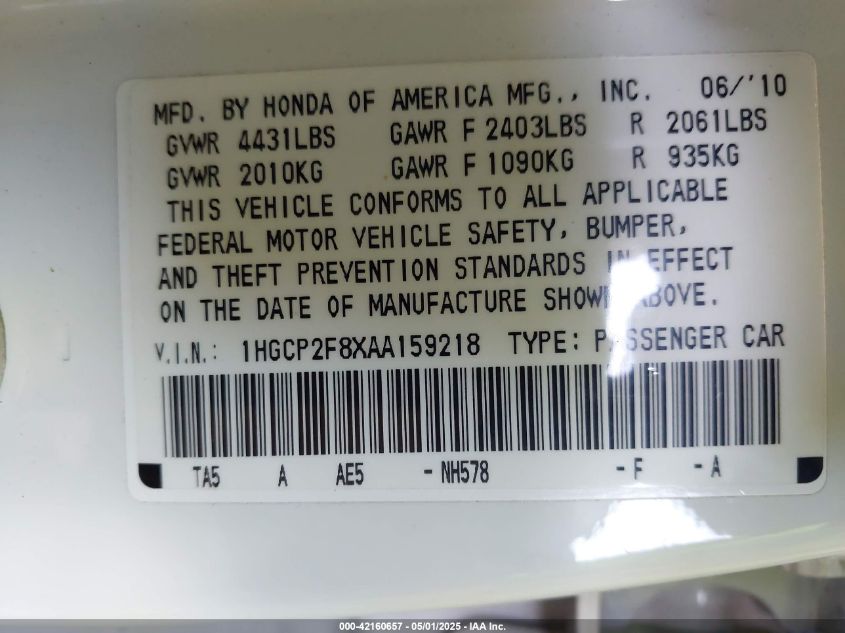 MFD. BY HONDA OF AMERICA MFG., INC. 06/'10
GVWR 4431LBS GAWR F 2403LBS R 2061LBS
GVWR 2010KG GAWR F 1090KG R 935KG
THIS VEHICLE CONFORMS TO ALL APPLICABLE
FEDERAL MOTOR VEHICLE SAFETY, BUMPER,
AND THEFT PREVENTION STANDARDS IN EFFECT
ON THE DATE OF MANUFACTURE SHOWN ABOVE.
V.I.N.: 1HGCP2F8XAA159218 TYPE: PASSENGER CAR
TA5 A AE5 -NH578 -F -A
000-42160657 - 05/01/2025 - IAA Inc.